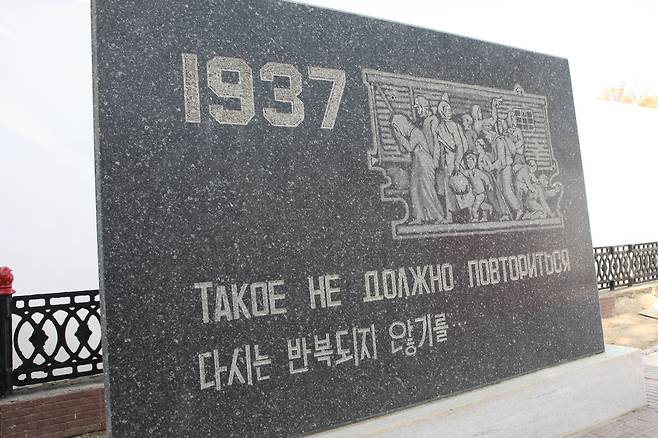 1937
ТАКОЕ НЕ ДОЛЖНО ПОВТОРИТЬСЯ
다시는 반복되지 않기를...